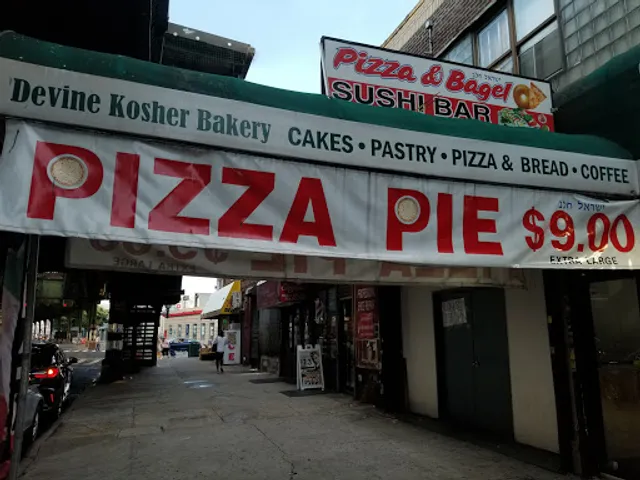 Pizza & Bagel
SUSHI BAR
Devine Kosher Bakery CAKES • PASTRY • PIZZA & BREAD • COFFEE
PIZZA PIE $9.00
EXTRA LARGE